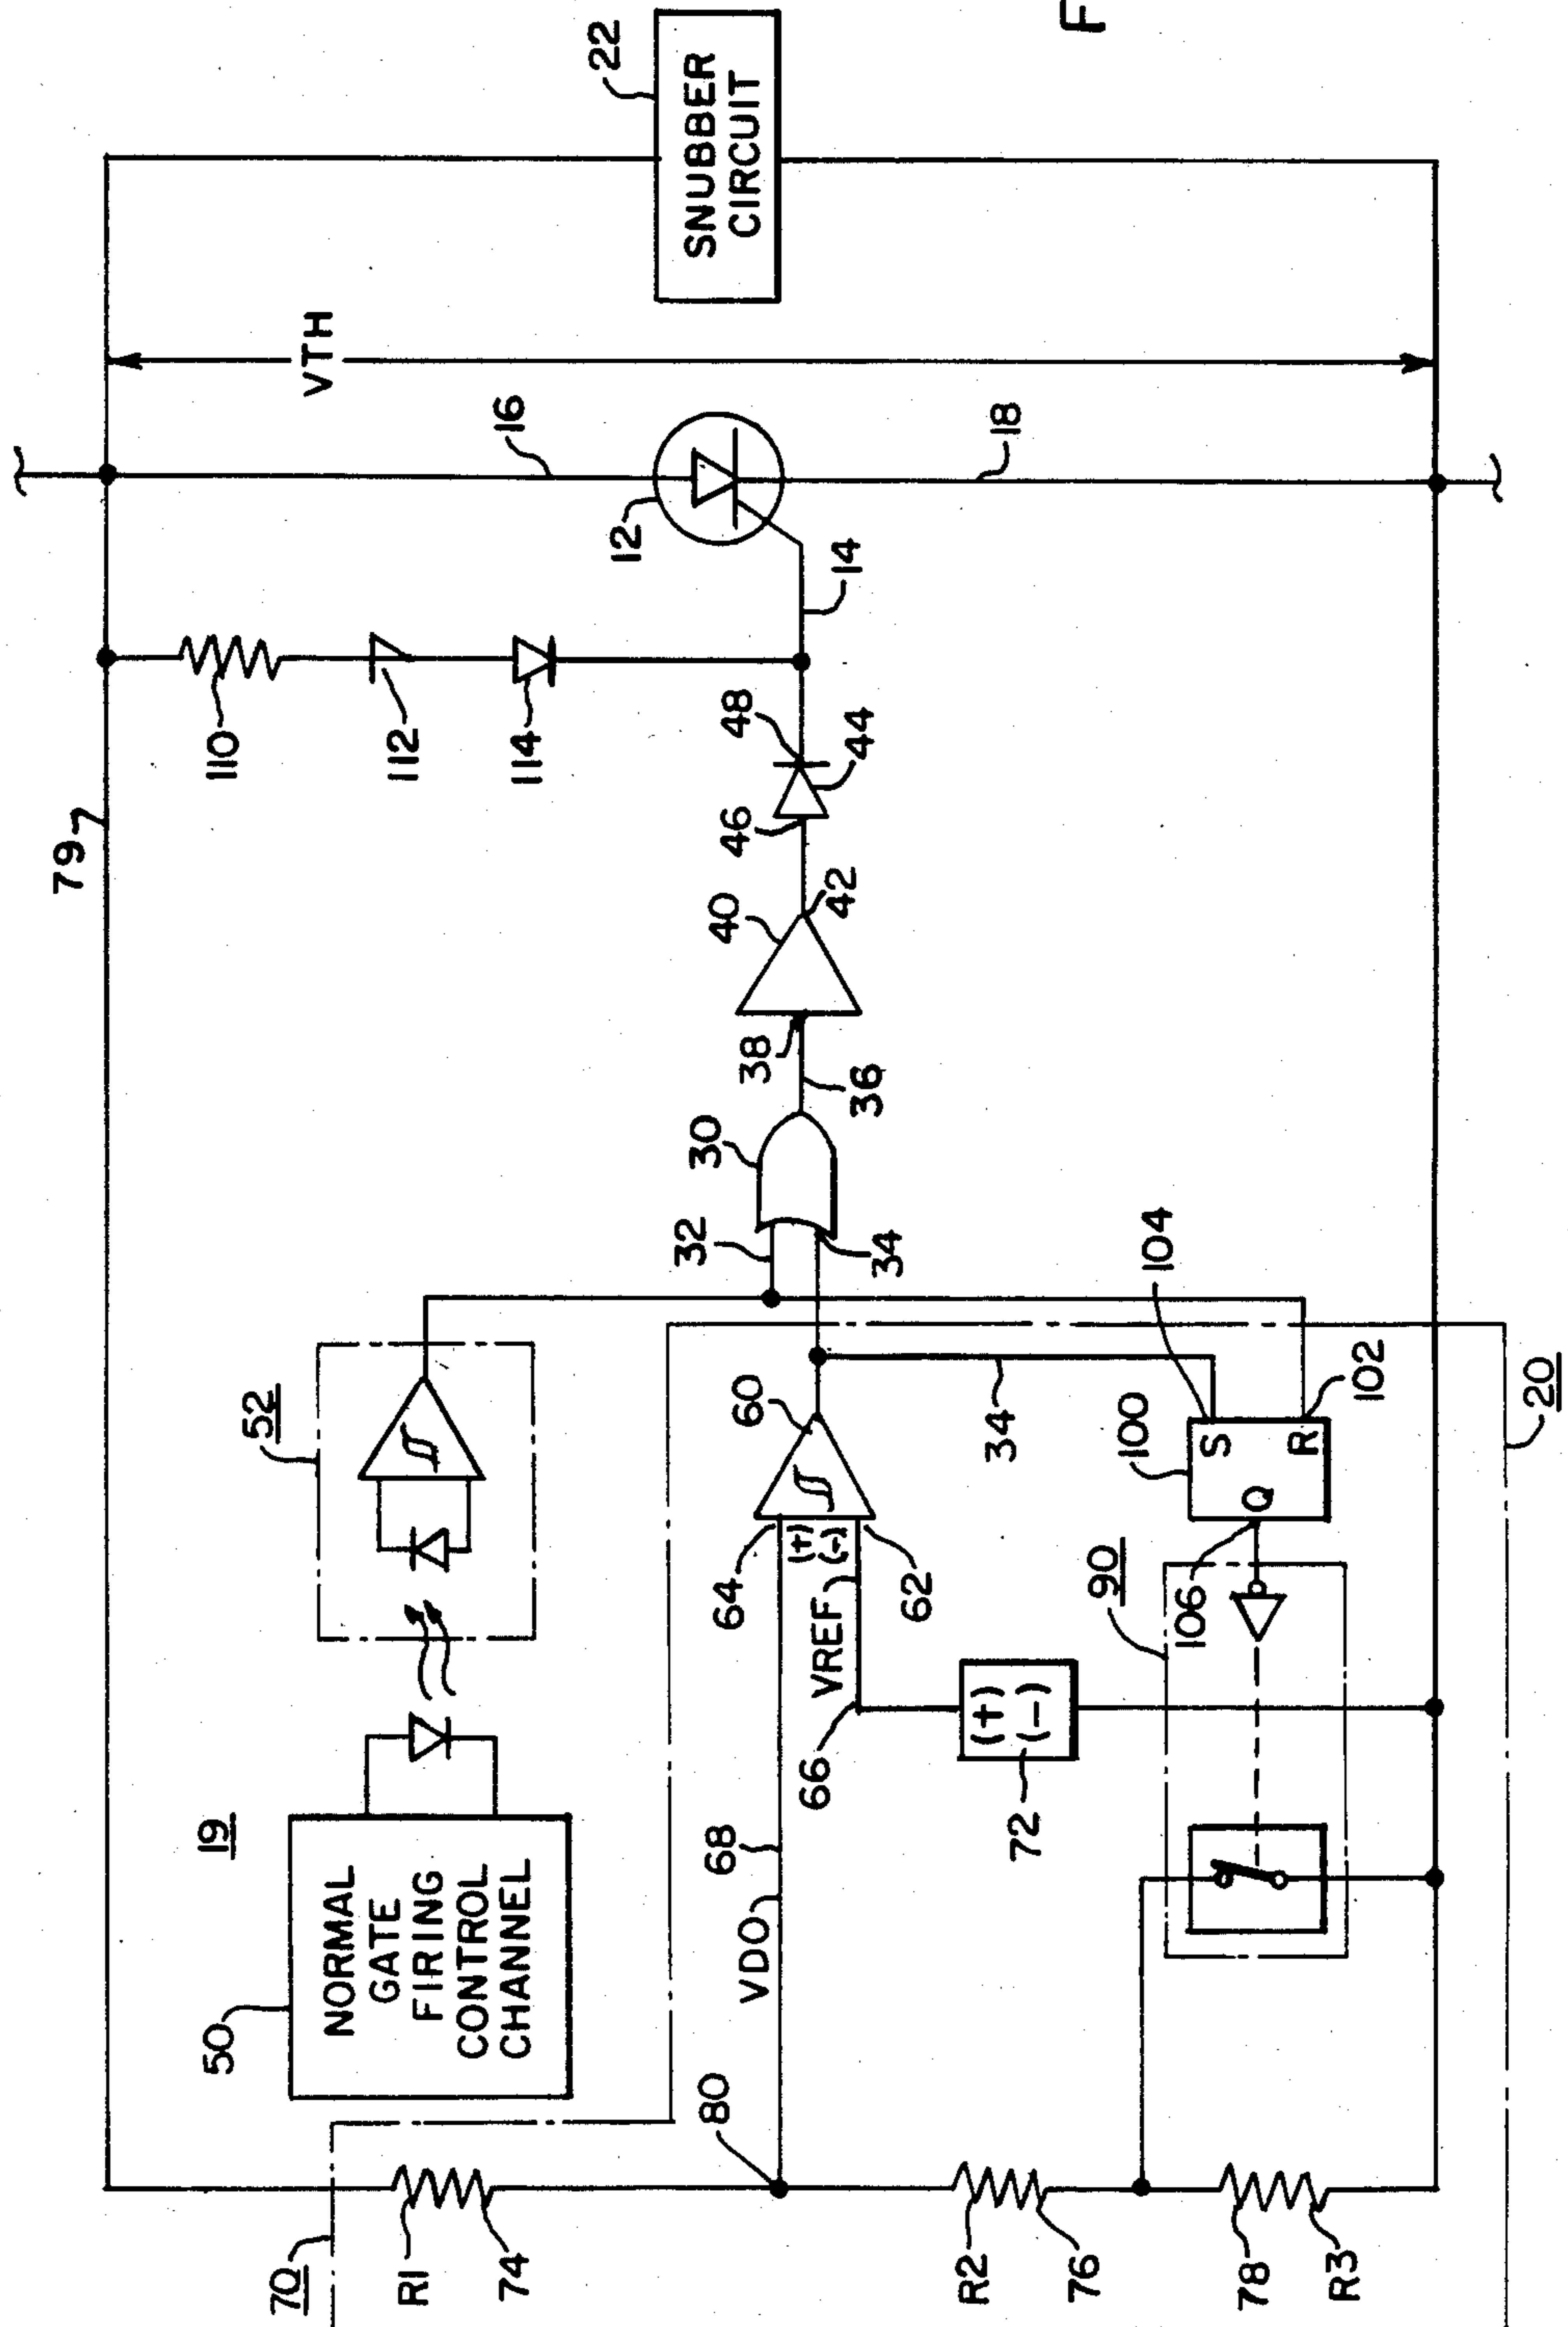 F
79
110
112
114
16
VTH
22
SNUBBER
CIRCUIT
12
14
18
48
44
46
40
42
38
36
30
32
34
52
19
50
NORMAL
GATE
FIRING
CONTROL
CHANNEL
70
R1
74
80
VDO
68
64
(+)
(-)
60
62
VREF
66
(+)
(-)
72
34
104
100
S
R
Q
102
106
90
20
R2
76
78
R3